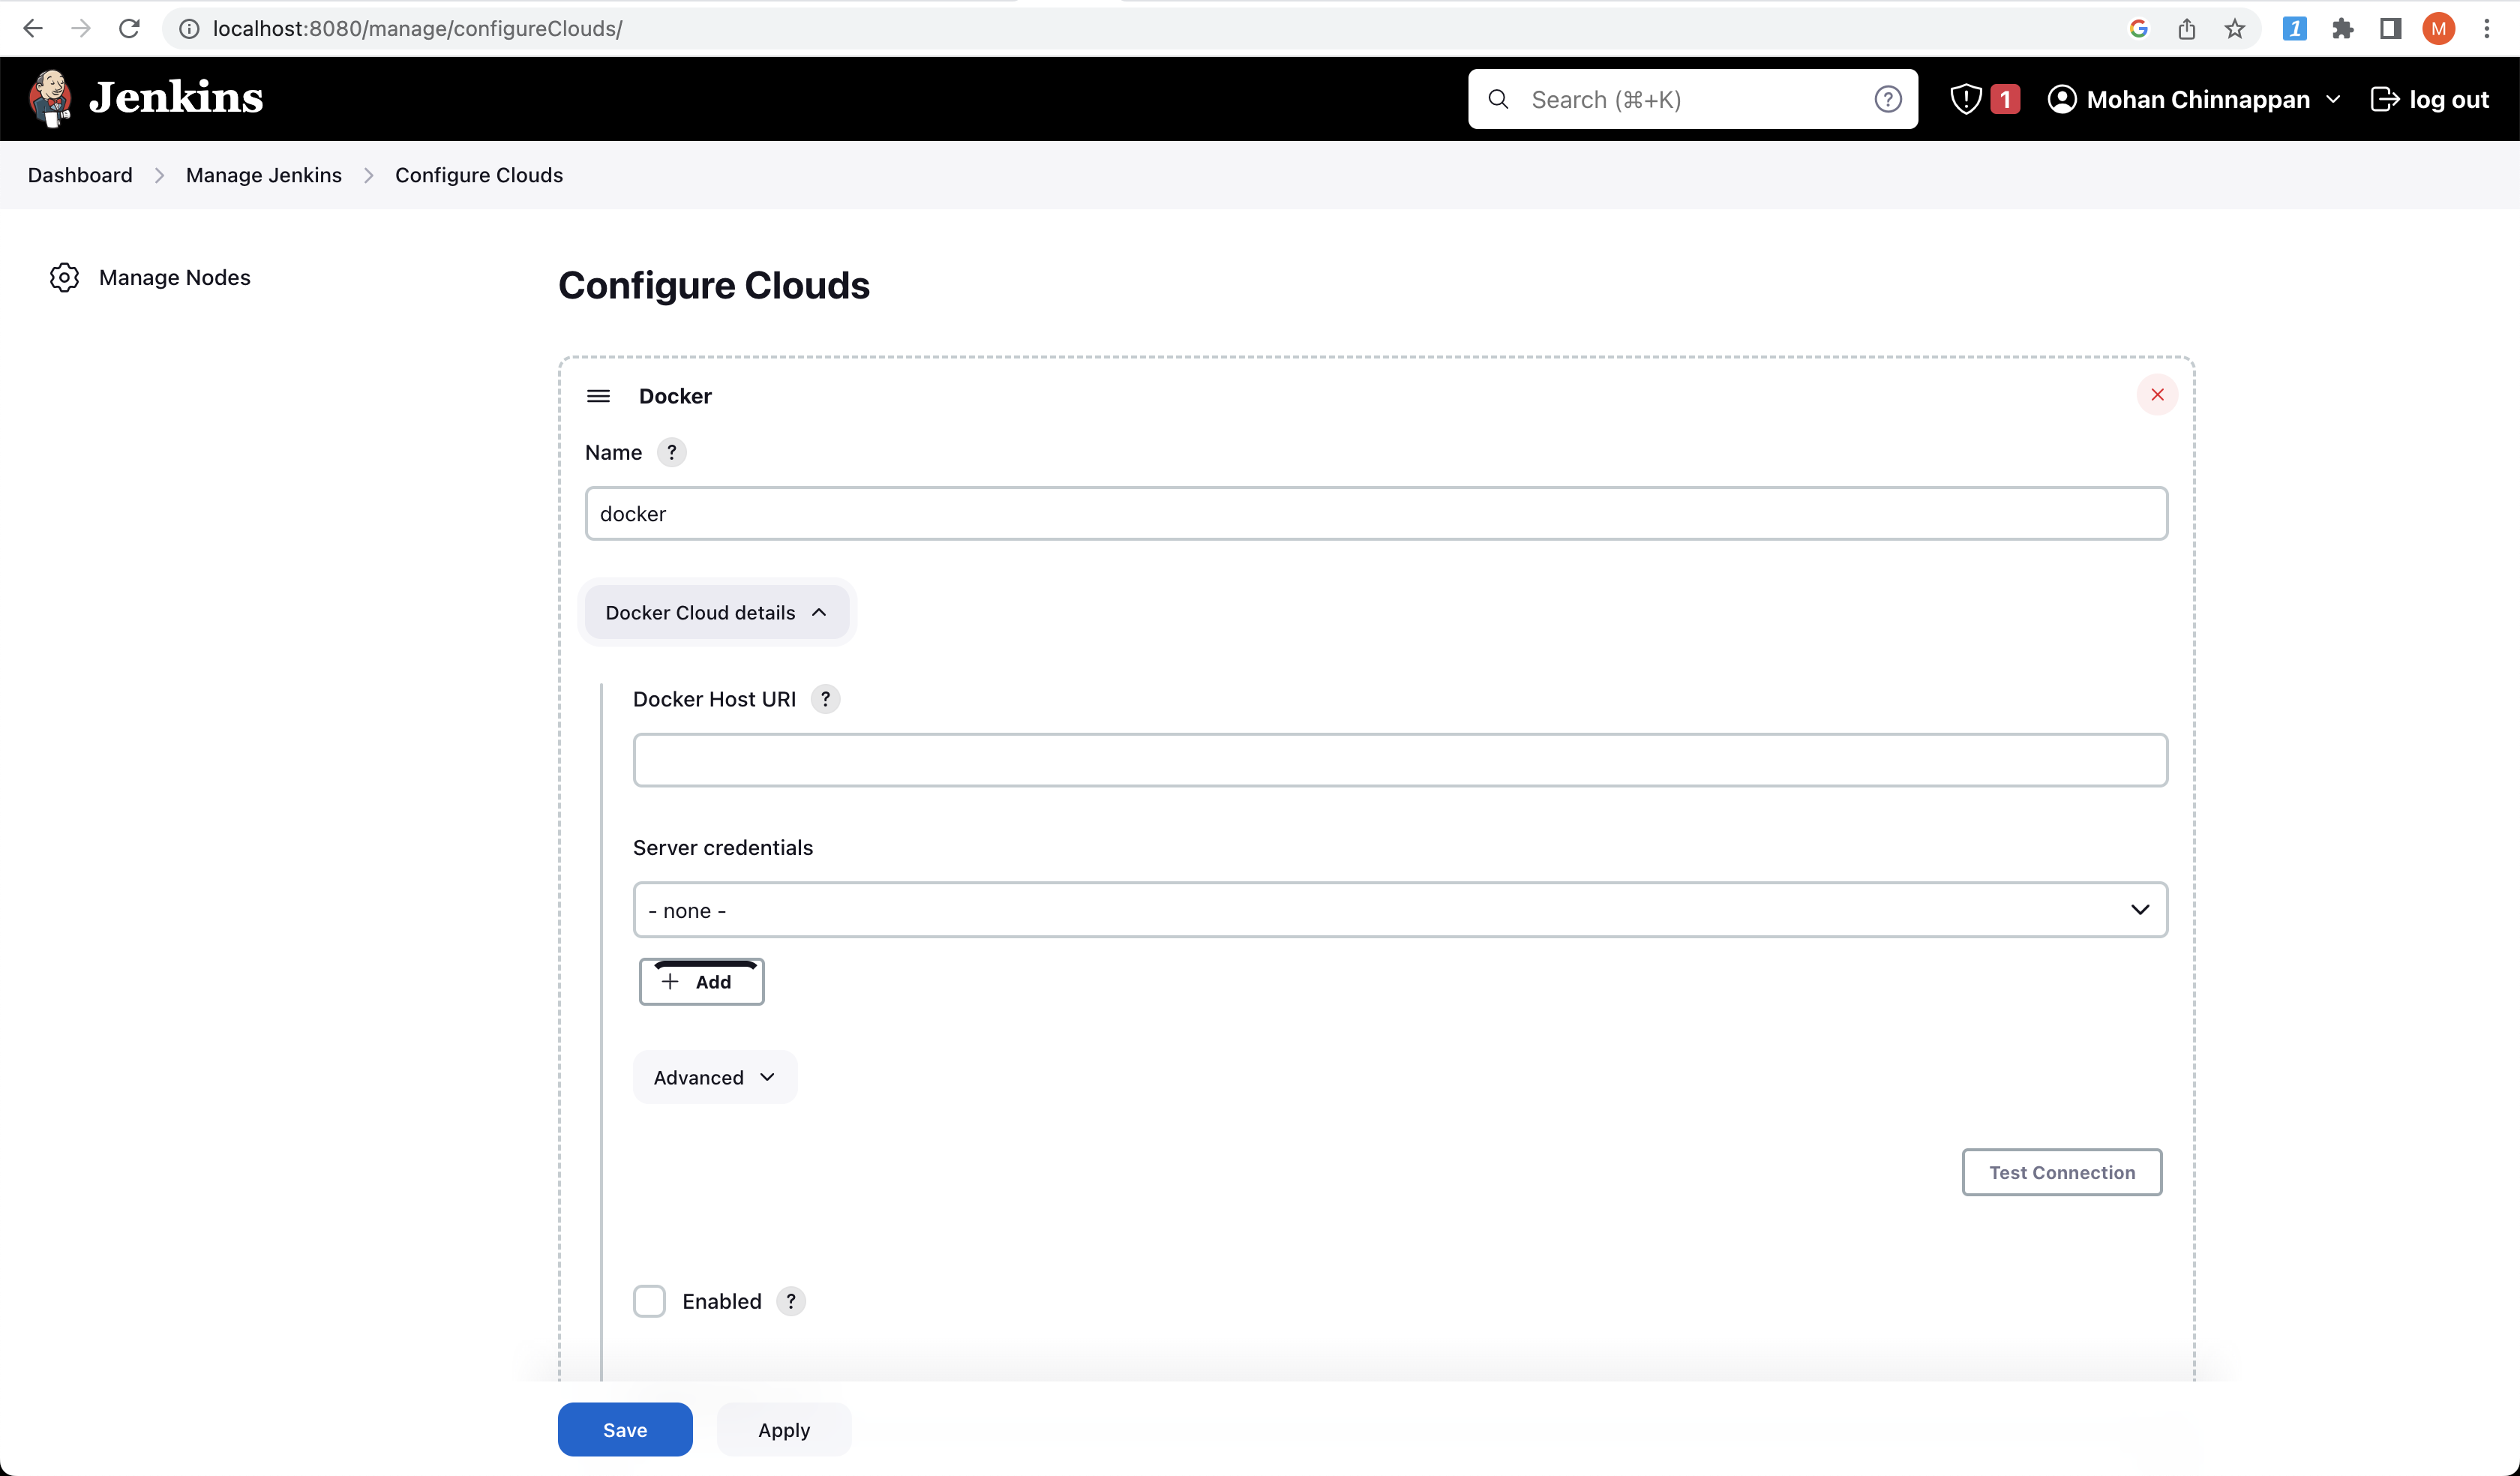 localhost:8080/manage/configureClouds/
1
M
Jenkins
Search (⌘+K)
?
1
Mohan Chinnappan
log out
Dashboard
Manage Jenkins
Configure Clouds
Manage Nodes
Configure Clouds
Docker
Name ?
docker
Docker Cloud details
Docker Host URI ?
Server credentials
- none -
+ Add
Advanced
Test Connection
Enabled ?
Save
Apply